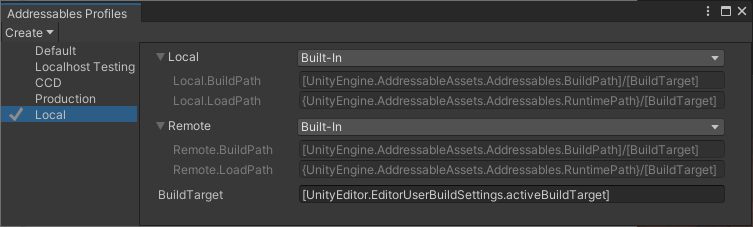 Addressables Profiles
Create
Default
Localhost Testing
CCD
Production
Local
Local Built-In
Local.BuildPath [UnityEngine.AddressableAssets.Addressables.BuildPath]/[BuildTarget]
Local.LoadPath {UnityEngine.AddressableAssets.Addressables.RuntimePath}/[BuildTarget]
Remote Built-In
Remote.BuildPath [UnityEngine.AddressableAssets.Addressables.BuildPath]/[BuildTarget]
Remote.LoadPath {UnityEngine.AddressableAssets.Addressables.RuntimePath}/[BuildTarget]
BuildTarget [UnityEditor.EditorUserBuildSettings.activeBuildTarget]